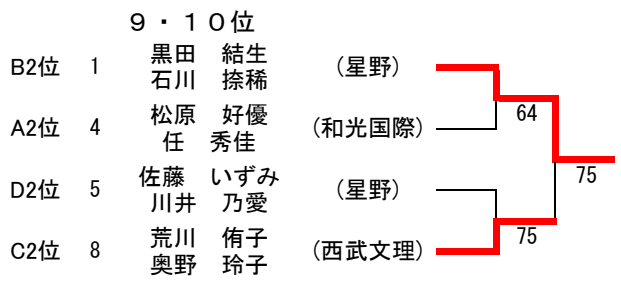 9・10位
B2位 1 黒田 結生 石川 捺稀 (星野)
A2位 4 松原 好優 任 秀佳 (和光国際)
64
D2位 5 佐藤 いずみ 川井 乃愛 (星野)
75
C2位 8 荒川 侑子 奥野 玲子 (西武文理)
75